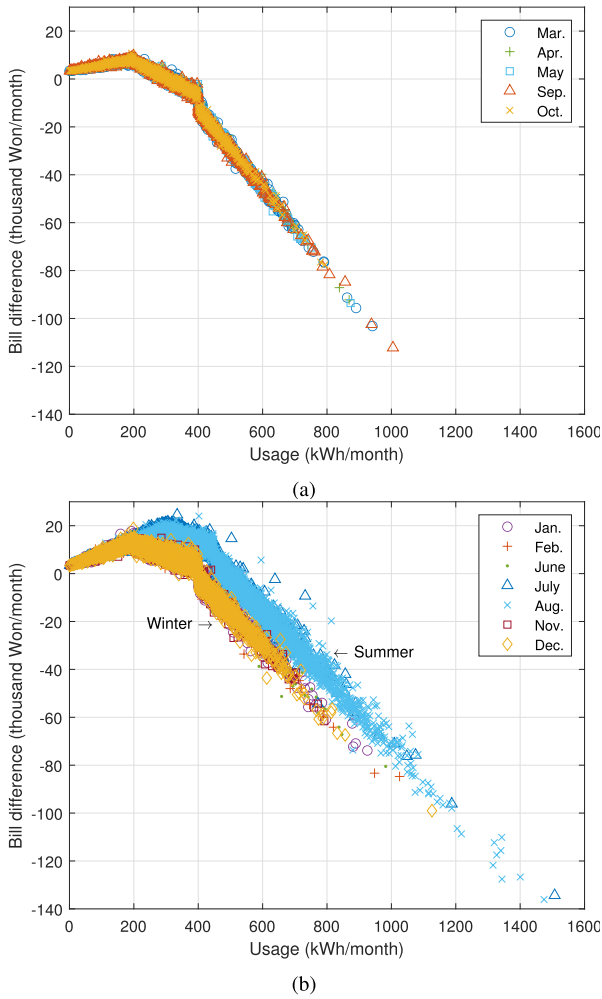 20
0
-20
-40
-60
-80
-100
-120
-140
0 200 400 600 800 1000 1200 1400 1600
Bill difference (thousand Won/month)
Usage (kWh/month)
Mar.
Apr.
May
Sep.
Oct.
(a)
20
0
-20
-40
-60
-80
-100
-120
-140
0 200 400 600 800 1000 1200 1400 1600
Bill difference (thousand Won/month)
Usage (kWh/month)
Jan.
Feb.
June
July
Aug.
Nov.
Dec.
Winter →
← Summer
(b)